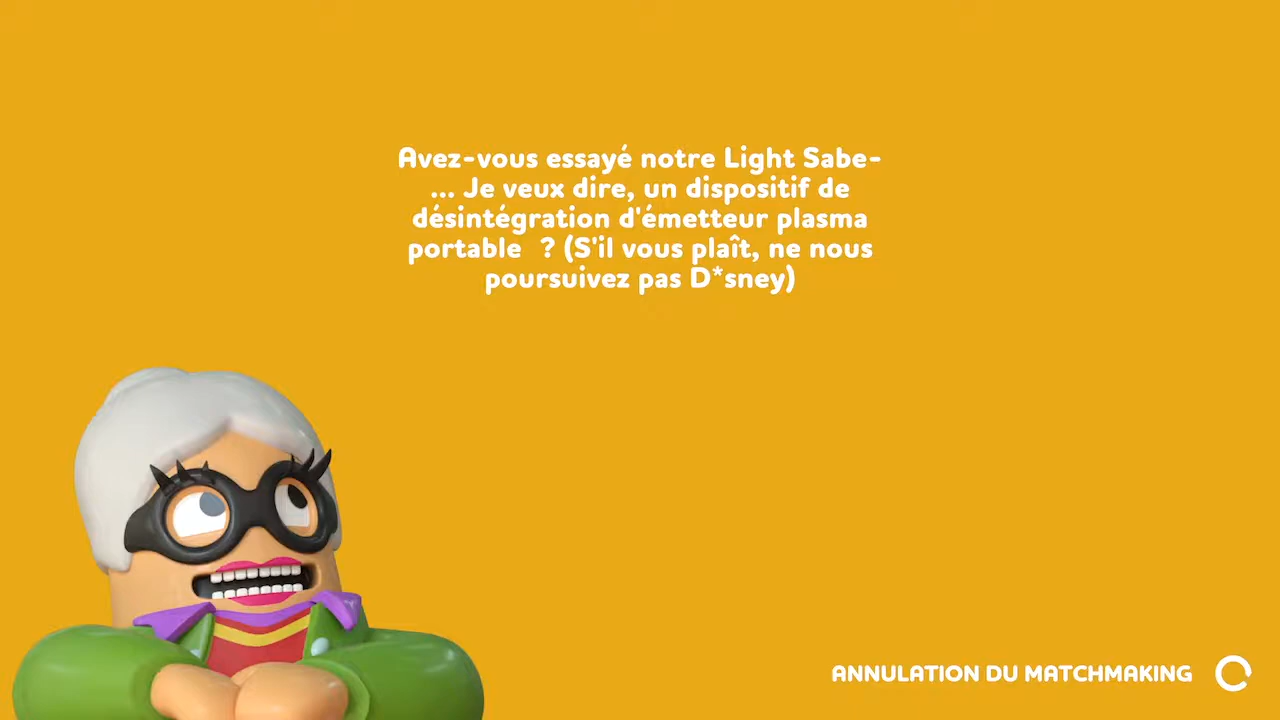 Avez-vous essayé notre Light Sabe-
... Je veux dire, un dispositif de
désintégration d'émetteur plasma
portable  ? (S'il vous plaît, ne nous
poursuivez pas D*sney)
ANNULATION DU MATCHMAKING